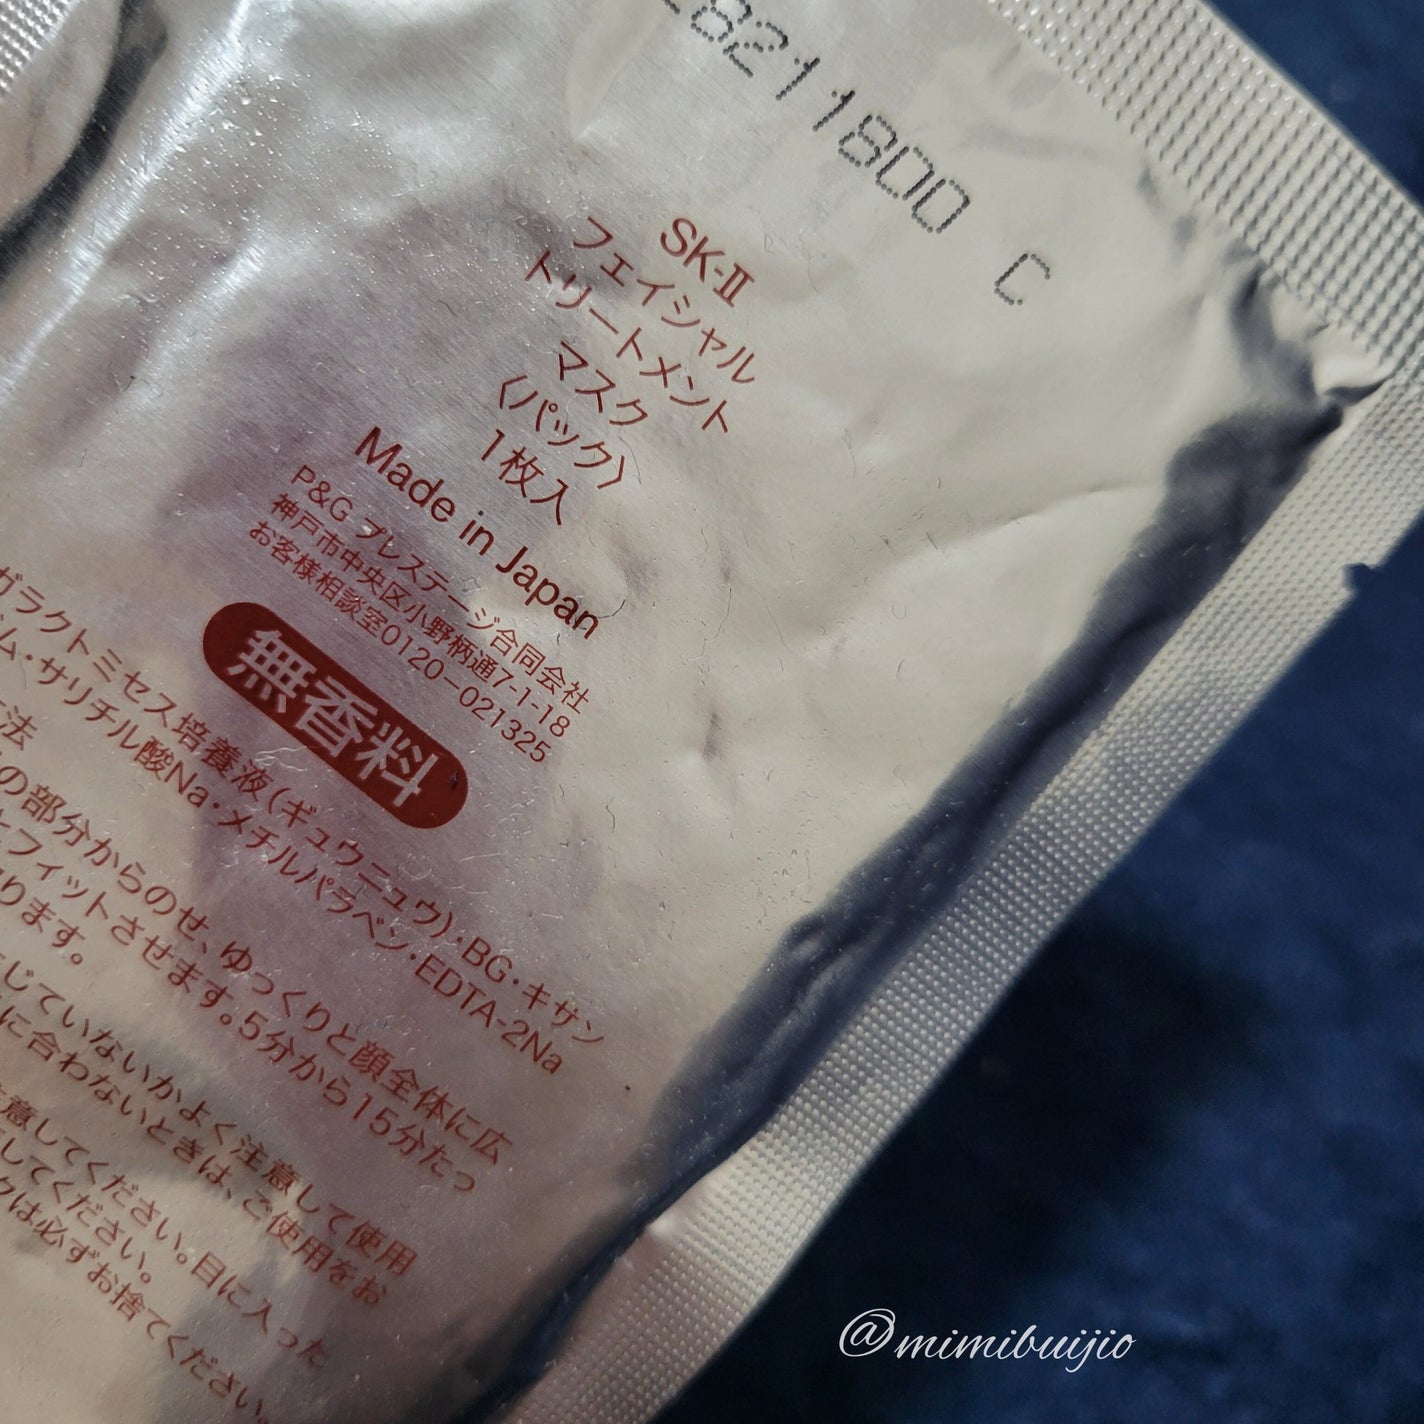 8211800 C
SK-II
フェイシャル
トリートメント
マスク
〈パック〉
1枚入
Made in Japan
P&G プレステージ合同会社
神戸市中央区小野柄通7-1-18
お客様相談室0120-021325
無香料
ガラクトミセス培養液(ギュウニュウ)・BG・キサン
ム・サリチル酸Na・メチルパラベン・EDTA-2Na
法
の部分からのせ、ゆっくりと顔全体に広
とフィットさせます。5分から15分たっ
ります。
じていないかよく注意して使用
に合わないときは、ご使用をお
意してください。目に入った
してください。
クは必ずお捨てください。
@mimibuijio